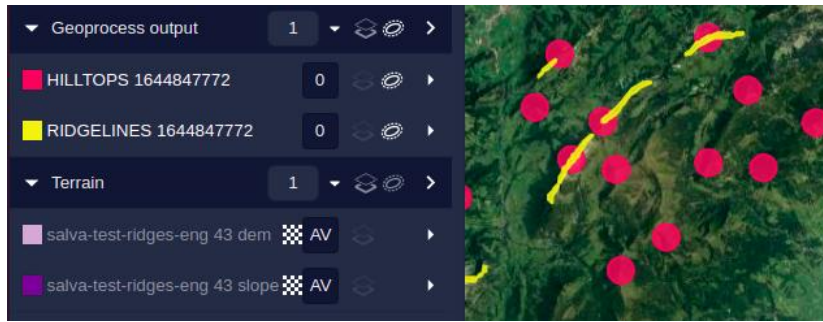 Geoprocess output 1
HILLTOPS 1644847772 0
RIDGELINES 1644847772 0
Terrain 1
salva-test-ridges-eng 43 dem AV
salva-test-ridges-eng 43 slope AV